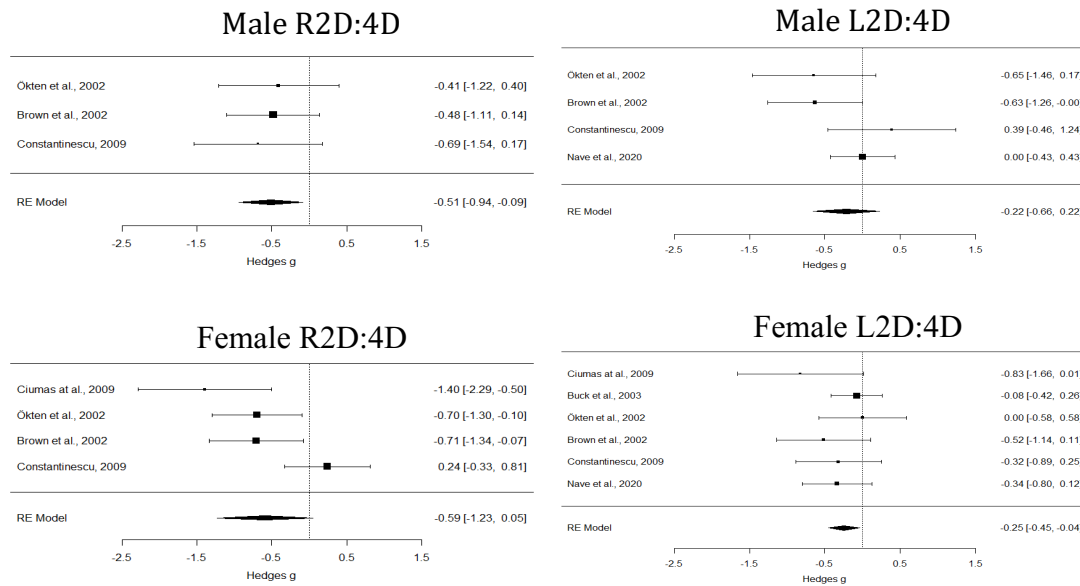 Male R2D:4D
Ökten et al., 2002 -0.41 [-1.22, 0.40]
Brown et al., 2002 -0.48 [-1.11, 0.14]
Constantinescu, 2009 -0.69 [-1.54, 0.17]
RE Model -0.51 [-0.94, -0.09]
-2.5 -1.5 -0.5 0.5 1.5
Hedges g
Male L2D:4D
Ökten et al., 2002 -0.65 [-1.46, 0.17]
Brown et al., 2002 -0.63 [-1.26, -0.00]
Constantinescu, 2009 0.39 [-0.46, 1.24]
Nave et al., 2020 0.00 [-0.43, 0.43]
RE Model -0.22 [-0.66, 0.22]
-2.5 -1.5 -0.5 0.5 1.5
Hedges g
Female R2D:4D
Ciumas at al., 2009 -1.40 [-2.29, -0.50]
Ökten et al., 2002 -0.70 [-1.30, -0.10]
Brown et al., 2002 -0.71 [-1.34, -0.07]
Constantinescu, 2009 0.24 [-0.33, 0.81]
RE Model -0.59 [-1.23, 0.05]
-2.5 -1.5 -0.5 0.5 1.5
Hedges g
Female L2D:4D
Ciumas at al., 2009 -0.83 [-1.66, 0.01]
Buck et al., 2003 -0.08 [-0.42, 0.26]
Ökten et al., 2002 0.00 [-0.58, 0.58]
Brown et al., 2002 -0.52 [-1.14, 0.11]
Constantinescu, 2009 -0.32 [-0.89, 0.25]
Nave et al., 2020 -0.34 [-0.80, 0.12]
RE Model -0.25 [-0.45, -0.04]
-2.5 -1.5 -0.5 0.5 1.5
Hedges g